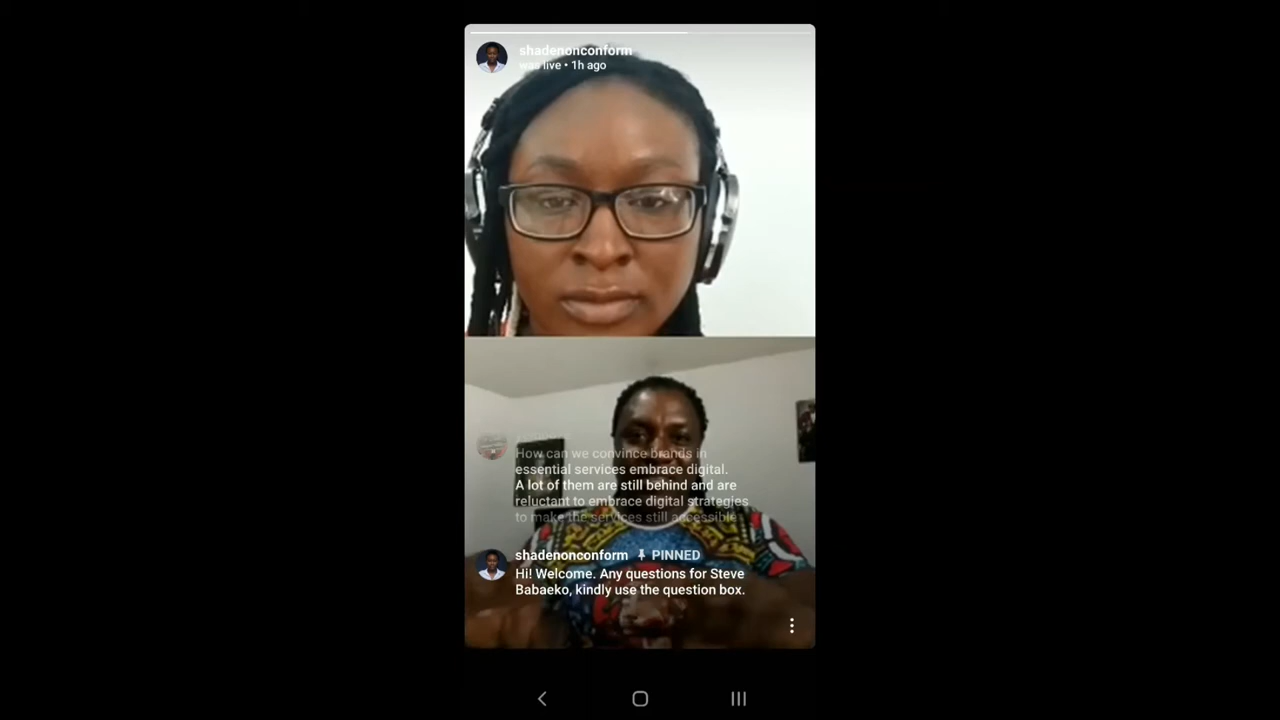 shadenonconform
was live • 1h ago
How can we convince brands in
essential services embrace digital.
A lot of them are still behind and are
reluctant to embrace digital strategies
to make the services still accessible
shadenonconform PINNED
Hi! Welcome. Any questions for Steve
Babaeko, kindly use the question box.